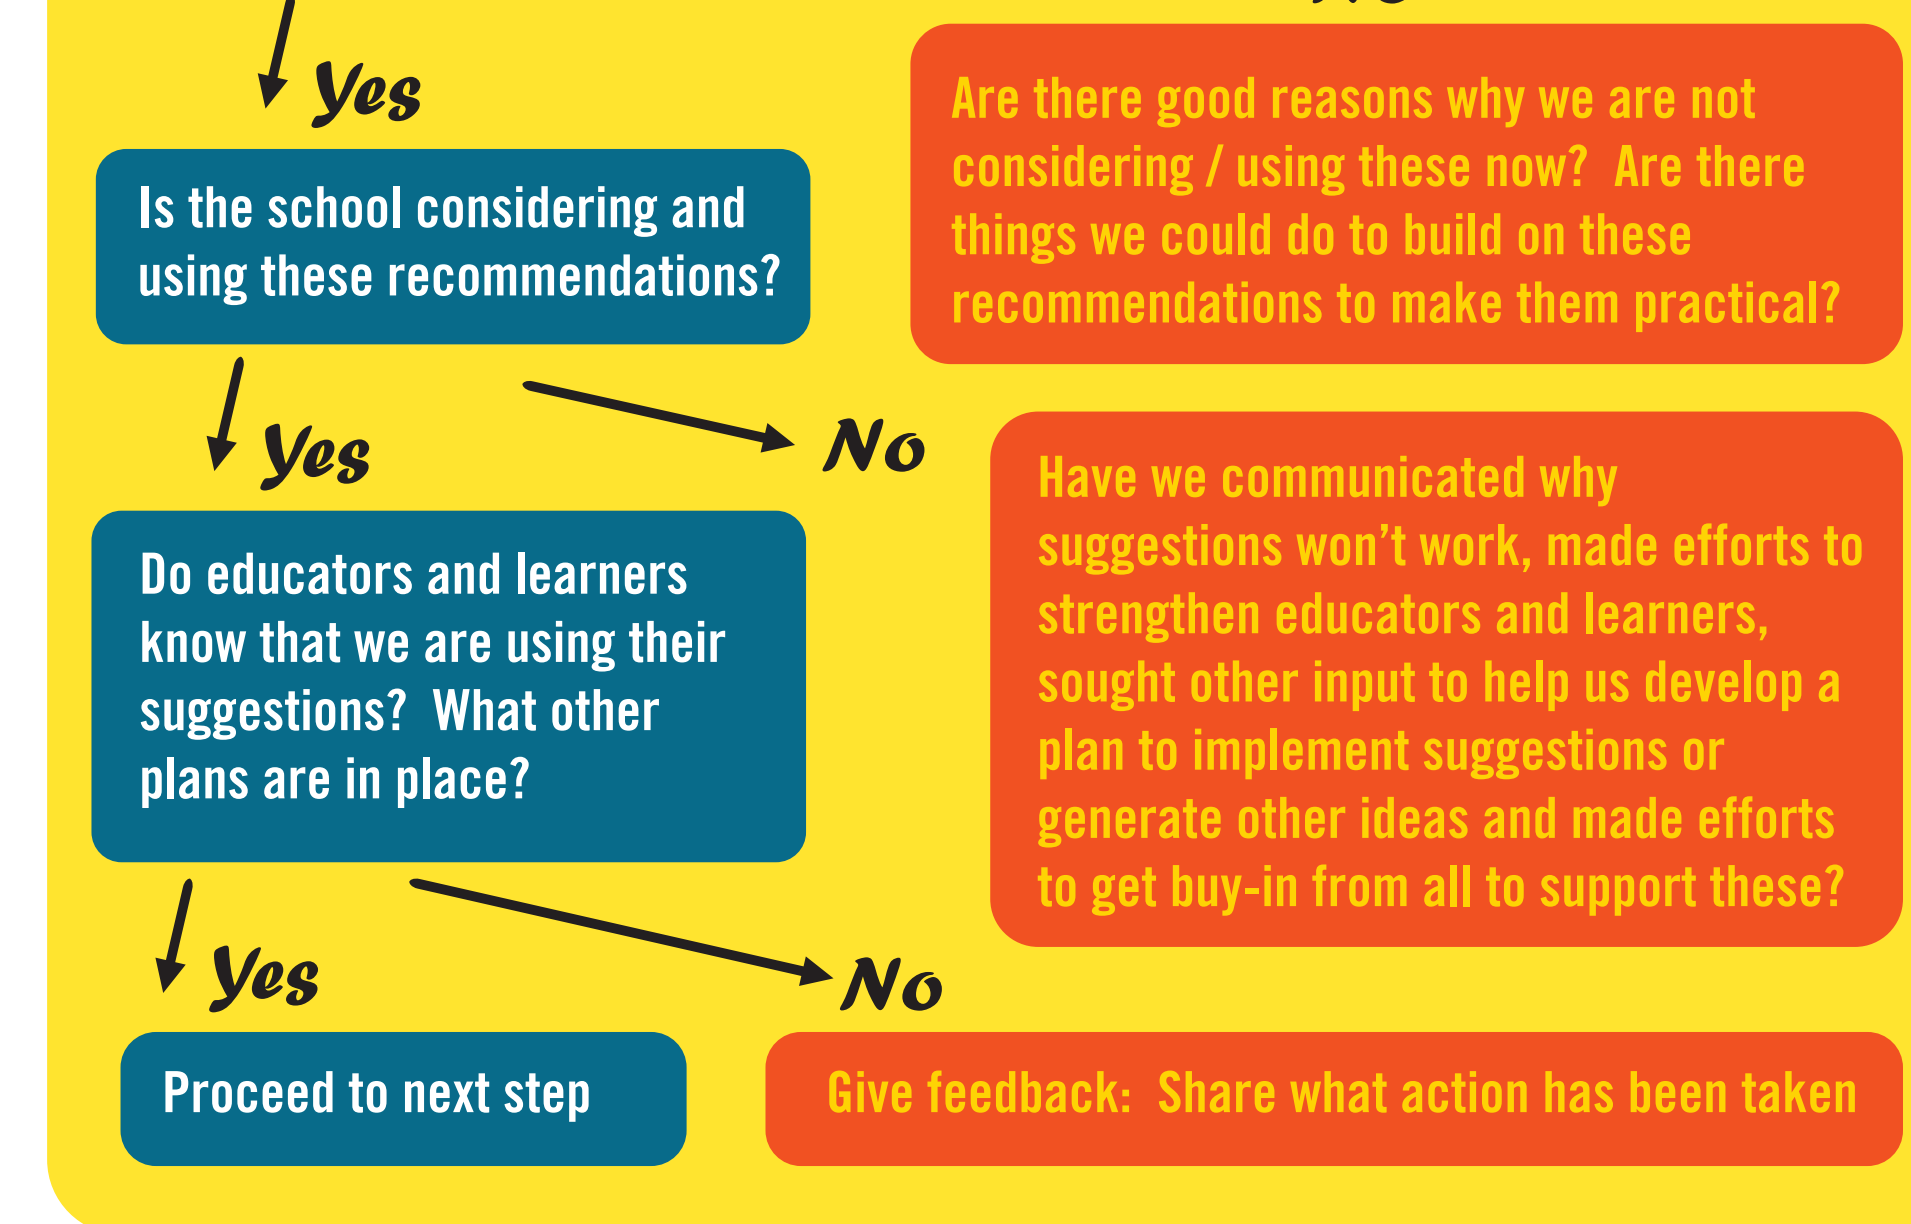 No
Yes
Are there good reasons why we are not
considering / using these now?  Are there
things we could do to build on these
recommendations to make them practical?
Is the school considering and
using these recommendations?
Yes
No
Have we communicated why
suggestions won’t work, made efforts to
strengthen educators and learners,
sought other input to help us develop a
plan to implement suggestions or
generate other ideas and made efforts
to get buy-in from all to support these?
Do educators and learners
know that we are using their
suggestions?  What other
plans are in place?
Yes
No
Proceed to next step
Give feedback:  Share what action has been taken